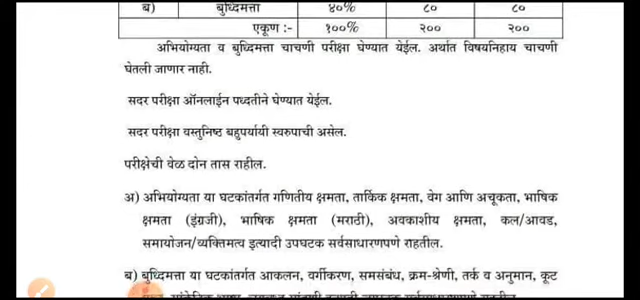 ब) बुध्दिमत्ता ४०% ८० ८०
एकूण :- १००% २०० २००
अभियोग्यता व बुध्दिमत्ता चाचणी परीक्षा घेण्यात येईल. अर्थात विषयनिहाय चाचणी
घेतली जाणार नाही.
सदर परीक्षा ऑनलाईन पध्दतीने घेण्यात येईल.
सदर परीक्षा वस्तुनिष्ठ बहुपर्यायी स्वरुपाची असेल.
परीक्षेची वेळ दोन तास राहील.
अ) अभियोग्यता या घटकांतर्गत गणितीय क्षमता, तार्किक क्षमता, वेग आणि अचूकता, भाषिक
क्षमता (इंग्रजी), भाषिक क्षमता (मराठी), अवकाशीय क्षमता, कल/आवड,
समायोजन/व्यक्तिमत्व इत्यादी उपघटक सर्वसाधारणपणे राहतील.
ब) बुध्दिमत्ता या घटकांतर्गत आकलन, वर्गीकरण, समसंबंध, क्रम-श्रेणी, तर्क व अनुमान, कूट